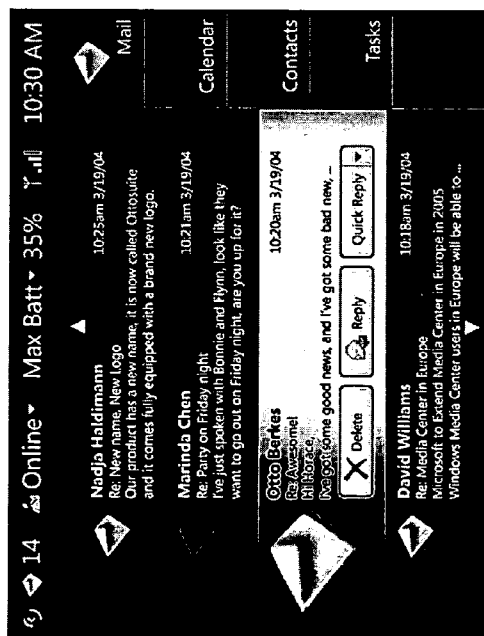 14 Online Max Batt 35% 10:30 AM
Nadja Haldimann 10:25am 3/19/04
Re: New name, New Logo
Our product has a new name, it is now called Ottosuite
and it comes fully equipped with a brand new logo.
Marinda Chen 10:21am 3/19/04
Re: Party on Friday night
I've just spoken with Bonnie and Flynn, look like they
want to go out on Friday night, are you up for it?
Otto Berkes 10:20am 3/19/04
Re: Awesome!
Hi Horace,
I've got some good news, and I've got some bad new, ...
Delete Reply Quick Reply
David Williams 10:18am 3/19/04
Re: Media Center in Europe
Microsoft to Extend Media Center in Europe in 2005
Windows Media Center users in Europe will be able to ...
Mail
Calendar
Contacts
Tasks